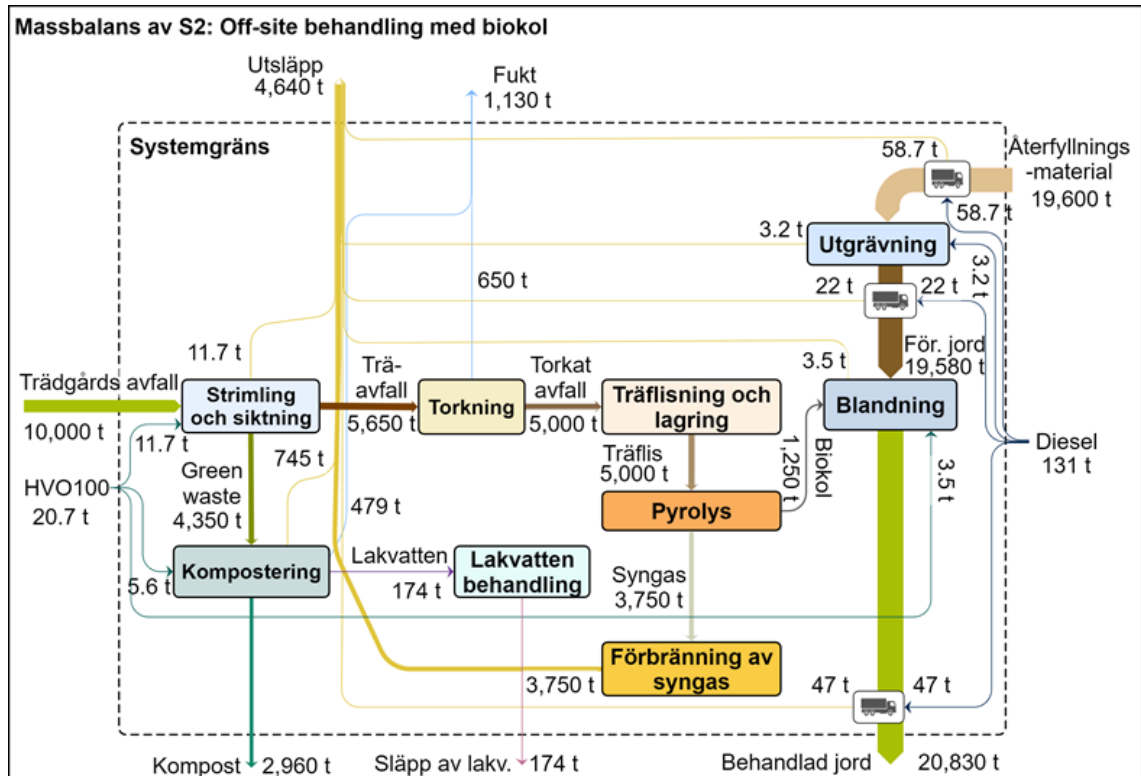 Massbalans av S2: Off-site behandling med biokol
Utsläpp
4,640 t
Fukt
1,130 t
Systemgräns
58.7 t
Återfyllnings
-material
19,600 t
58.7 t
3.2 t
Utgrävning
3.2 t
650 t
22 t
22 t
11.7 t
3.5 t
För. jord
19,580 t
Trädgårds avfall
10,000 t
Strimling
och siktning
Trä-
avfall
5,650 t
Torkning
Torkat
avfall
5,000 t
Träflisning och
lagring
Blandning
11.7 t
HVO100
20.7 t
Green
waste
4,350 t
745 t
479 t
Träflis
5,000 t
1,250 t
Biokol
3.5 t
Diesel
131 t
Pyrolys
Kompostering
5.6 t
Lakvatten
174 t
Lakvatten
behandling
Syngas
3,750 t
Förbränning av
syngas
3,750 t
47 t
47 t
Kompost
2,960 t
Släpp av lakv.
174 t
Behandlad jord
20,830 t